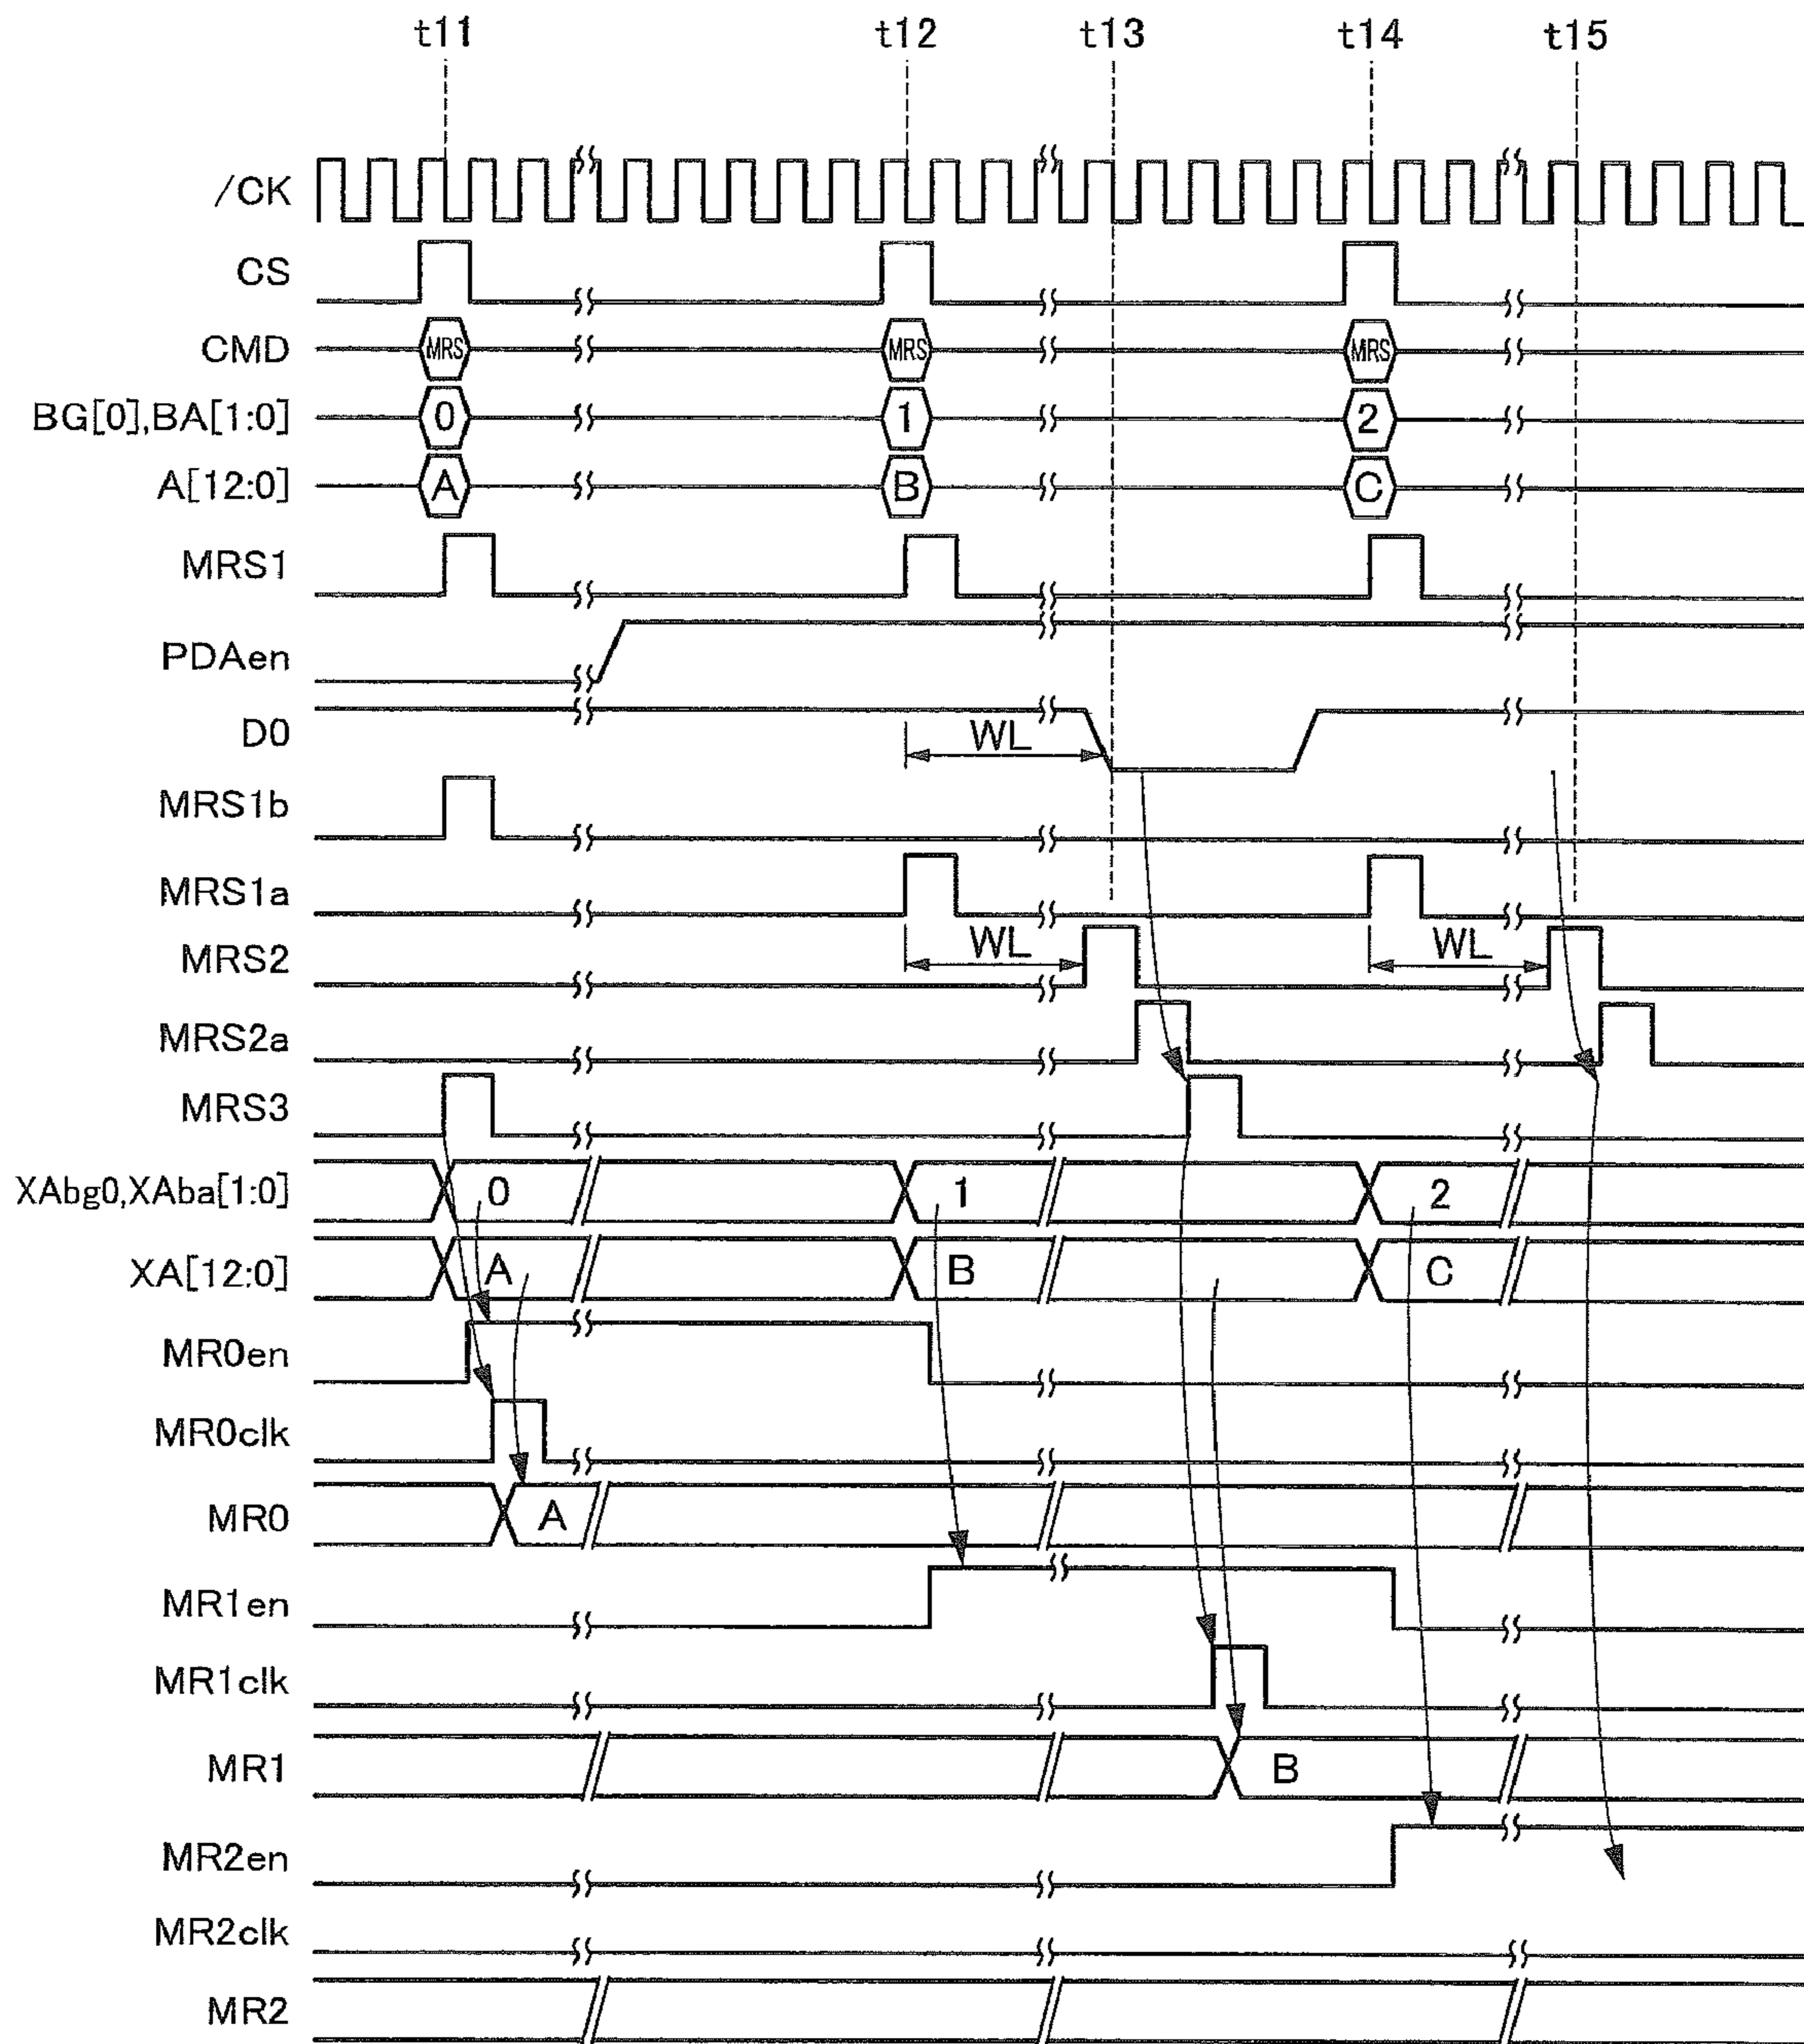 t11 t12 t13 t14 t15
/CK
CS
CMD MRS MRS MRS
BG[0],BA[1:0] 0 1 2
A[12:0] A B C
MRS1
PDAen
D0 WL
MRS1b
MRS1a
MRS2 WL WL
MRS2a
MRS3
XAbg0,XAba[1:0] 0 1 2
XA[12:0] A B C
MR0en
MR0clk
MR0 A
MR1en
MR1clk
MR1 B
MR2en
MR2clk
MR2